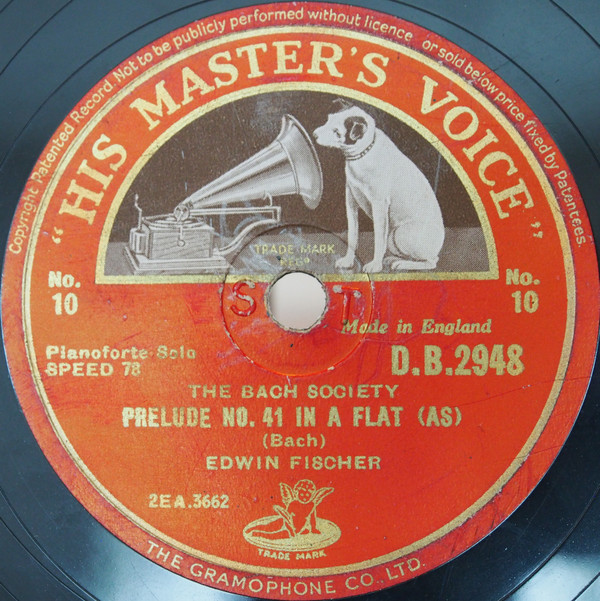 Copyright. Patented Record. Not to be publicly performed without licence or sold below price fixed by Patentees.
"HIS MASTER'S VOICE"
TRADE MARK
REGD
No.
10
No.
10
S T
Made in England
Pianoforte Solo
SPEED 78
D.B.2948
THE BACH SOCIETY
PRELUDE NO. 41 IN A FLAT (AS)
(Bach)
EDWIN FISCHER
2EA.3662
TRADE MARK
THE GRAMOPHONE CO., LTD.